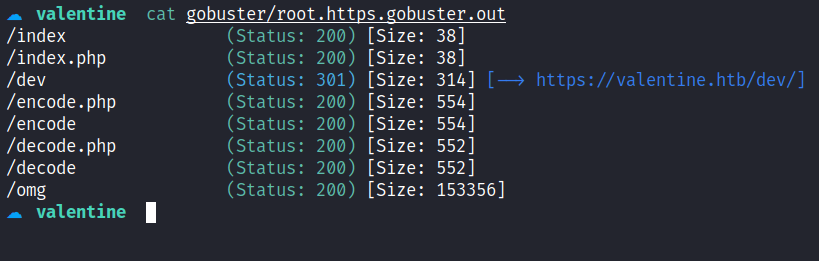 valentine cat gobuster/root.https.gobuster.out
/index (Status: 200) [Size: 38]
/index.php (Status: 200) [Size: 38]
/dev (Status: 301) [Size: 314] [--> https://valentine.htb/dev/]
/encode.php (Status: 200) [Size: 554]
/encode (Status: 200) [Size: 554]
/decode.php (Status: 200) [Size: 552]
/decode (Status: 200) [Size: 552]
/omg (Status: 200) [Size: 153356]
valentine